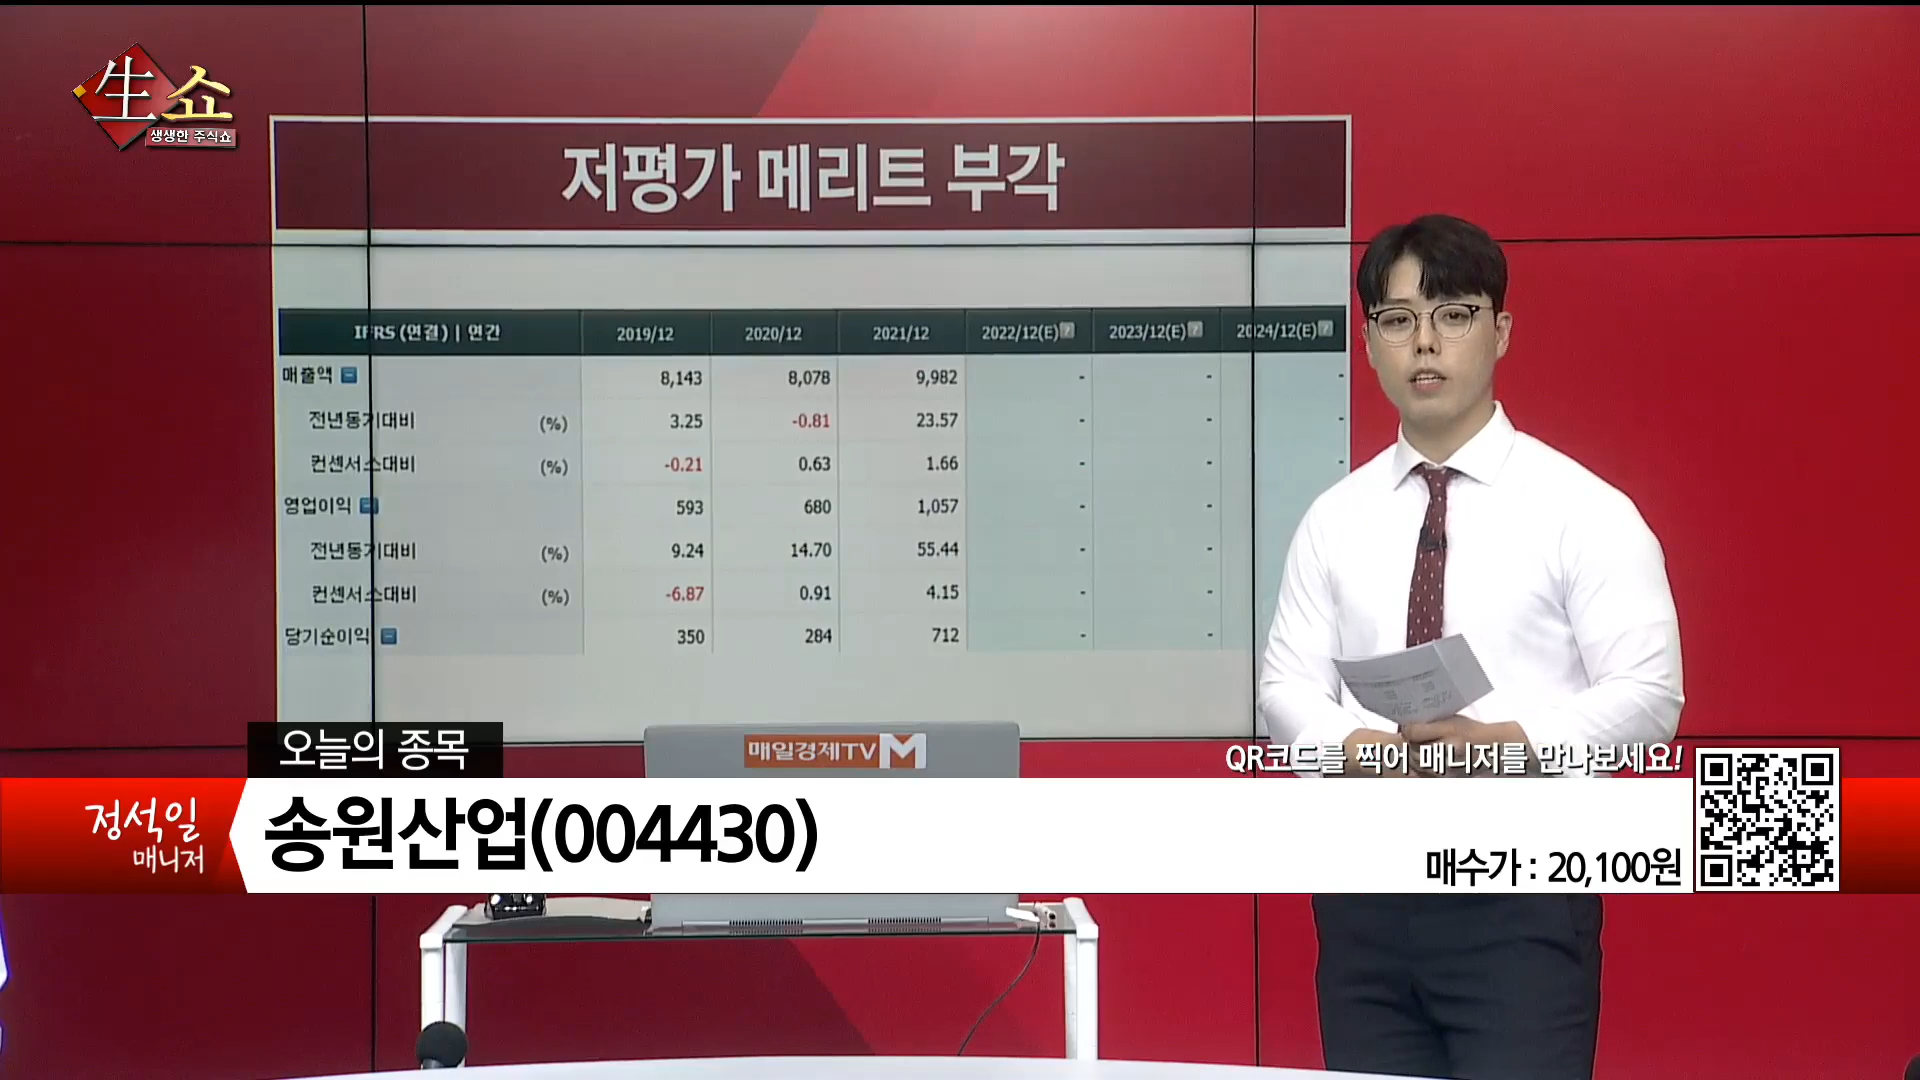 生쇼
생생한 주식쇼
저평가 메리트 부각
IFRS (연결) | 연간 2019/12 2020/12 2021/12 2022/12(E) 2023/12(E) 2024/12(E)
매출액 8,143 8,078 9,982 - - -
전년동기대비 (%) 3.25 -0.81 23.57 - - -
컨센서스대비 (%) -0.21 0.63 1.66 - - -
영업이익 593 680 1,057 - -
전년동기대비 (%) 9.24 14.70 55.44 - -
컨센서스대비 (%) -6.87 0.91 4.15 - -
당기순이익 350 284 712 - -
매일경제TV M
오늘의 종목
QR코드를 찍어 매니저를 만나보세요!
정석일
매니저
송원산업(004430)
매수가 : 20,100원